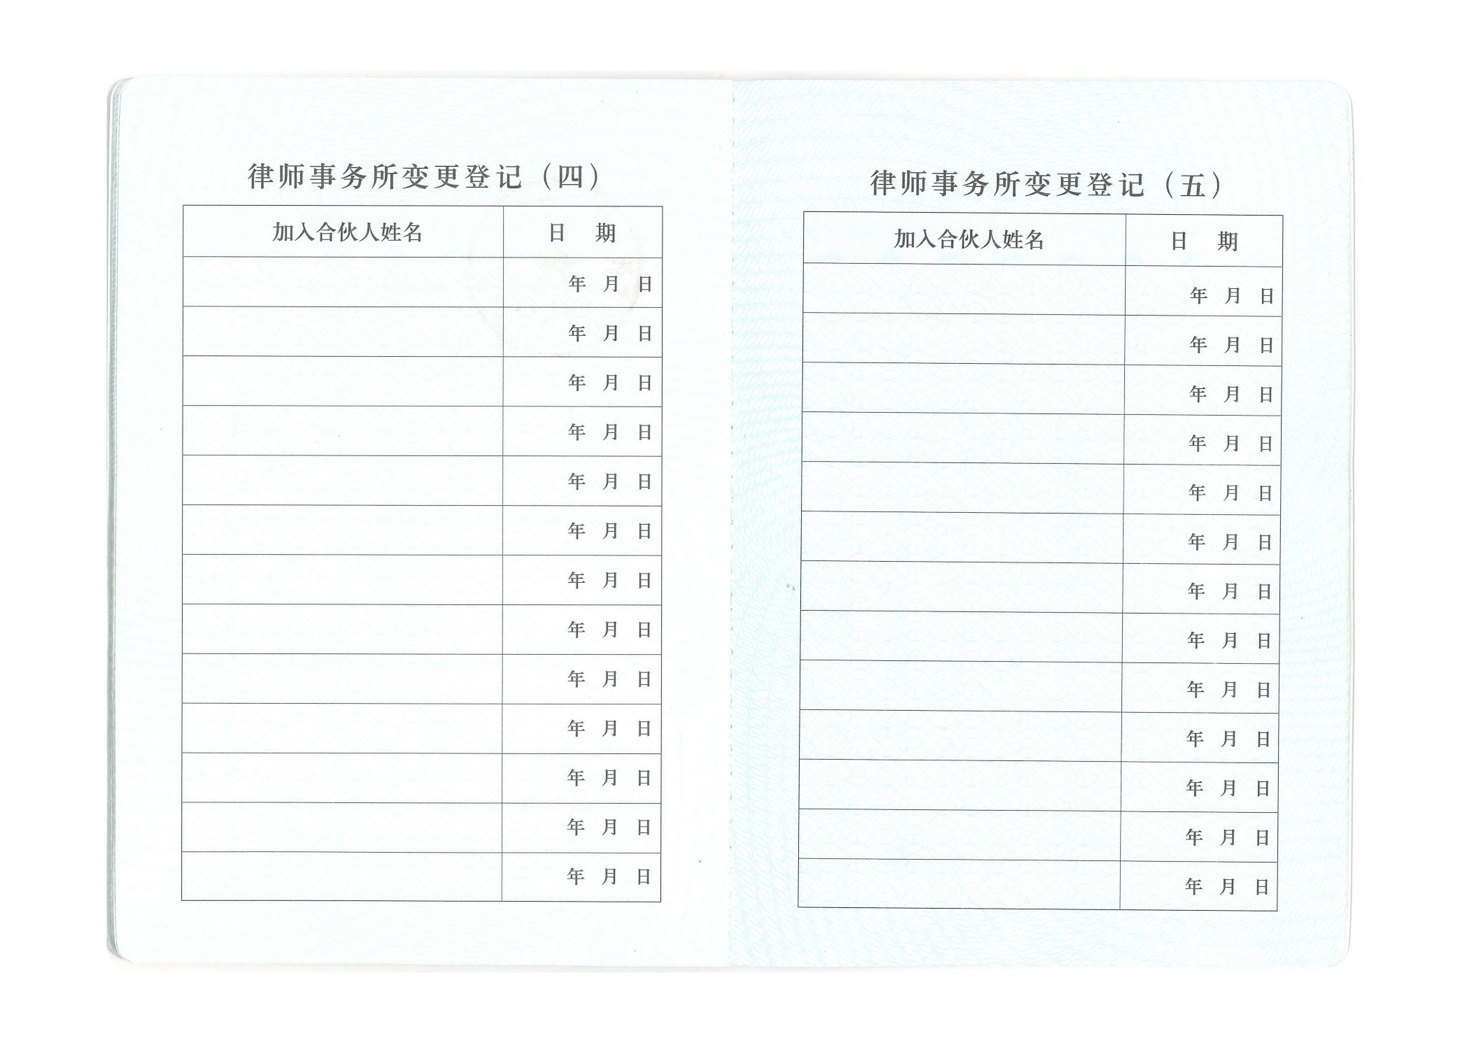 律师事务所变更登记（四）
加入合伙人姓名 日 期
年 月 日
年 月 日
年 月 日
年 月 日
年 月 日
年 月 日
年 月 日
年 月 日
年 月 日
年 月 日
年 月 日
年 月 日
年 月 日
律师事务所变更登记（五）
加入合伙人姓名 日 期
年 月 日
年 月 日
年 月 日
年 月 日
年 月 日
年 月 日
年 月 日
年 月 日
年 月 日
年 月 日
年 月 日
年 月 日
年 月 日